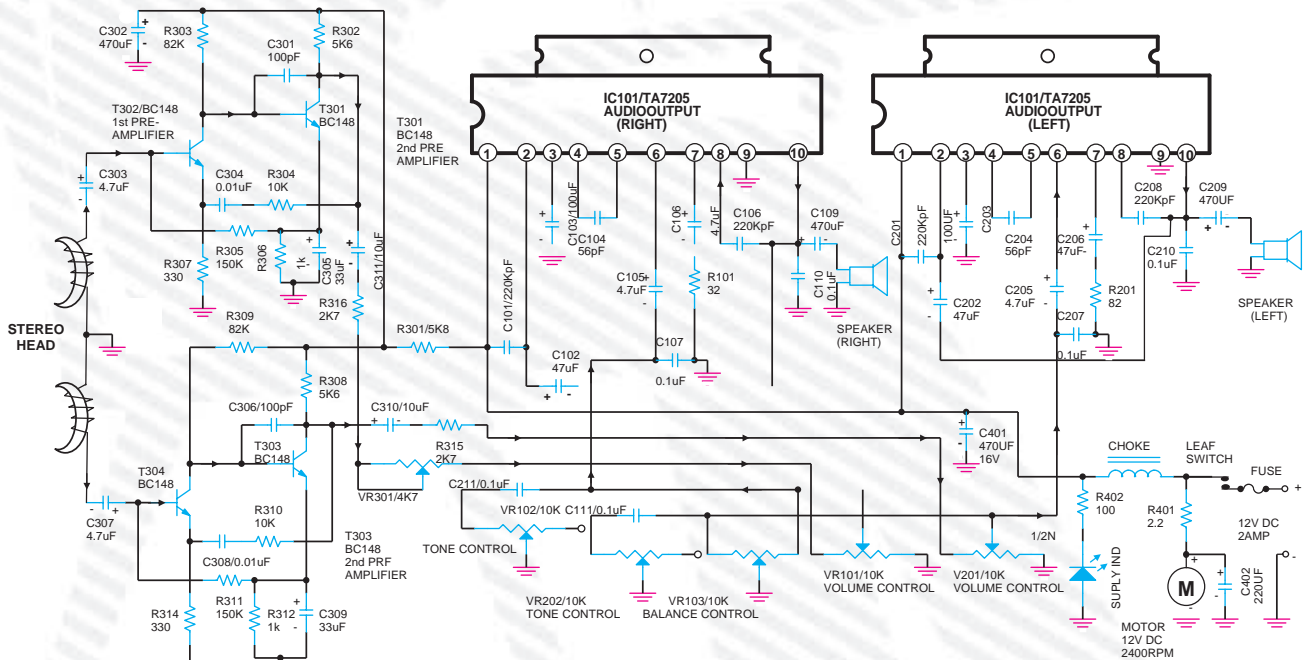 C302
470uF
R303
82K
C301
100pF
R302
5K6
T302/BC148
1st PRE-
AMPLIFIER
T301
BC148
T301
BC148
2nd PRE
AMPLIFIER
C303
4.7uF
C304
0.01uF
R304
10K
R305
150K
R306
1k
C305
33uF
C311/10uF
R307
330
R316
2K7
STEREO
HEAD
R309
82K
R301/5K8
C101/220KpF
R308
5K6
C306/100pF
C310/10uF
T303
BC148
R315
2K7
VR301/4K7
T304
BC148
C307
4.7uF
R310
10K
C308/0.01uF
T303
BC148
2nd PRF
AMPLIFIER
R314
330
R311
150K
R312
1k
C309
33uF
IC101/TA7205
AUDIOOUTPUT
(RIGHT)
1 2 3 4 5 6 7 8 9 10
C103/100uF
C104
56pF
C105
4.7uF
C106
4.7uF
R101
32
C106
220KpF
C109
470uF
C110
0.1uF
SPEAKER
(RIGHT)
C107
0.1uF
C102
47uF
IC101/TA7205
AUDIOOUTPUT
(LEFT)
1 2 3 4 5 6 7 8 9 10
C201
220KpF
100UF
C203
C204
56pF
C202
47uF
C205
4.7uF
C206
47uF
R201
82
C207
0.1uF
C208
220KpF
C209
470UF
C210
0.1uF
SPEAKER
(LEFT)
C401
470UF
16V
CHOKE
LEAF
SWITCH
FUSE
+
R402
100
R401
2.2
12V DC
2AMP
-
SUPLY IND
M
C402
220UF
MOTOR
12V DC
2400RPM
C211/0.1uF
VR102/10K
TONE CONTROL
C111/0.1uF
VR202/10K
TONE CONTROL
VR103/10K
BALANCE CONTROL
VR101/10K
VOLUME CONTROL
V201/10K
VOLUME CONTROL
1/2N